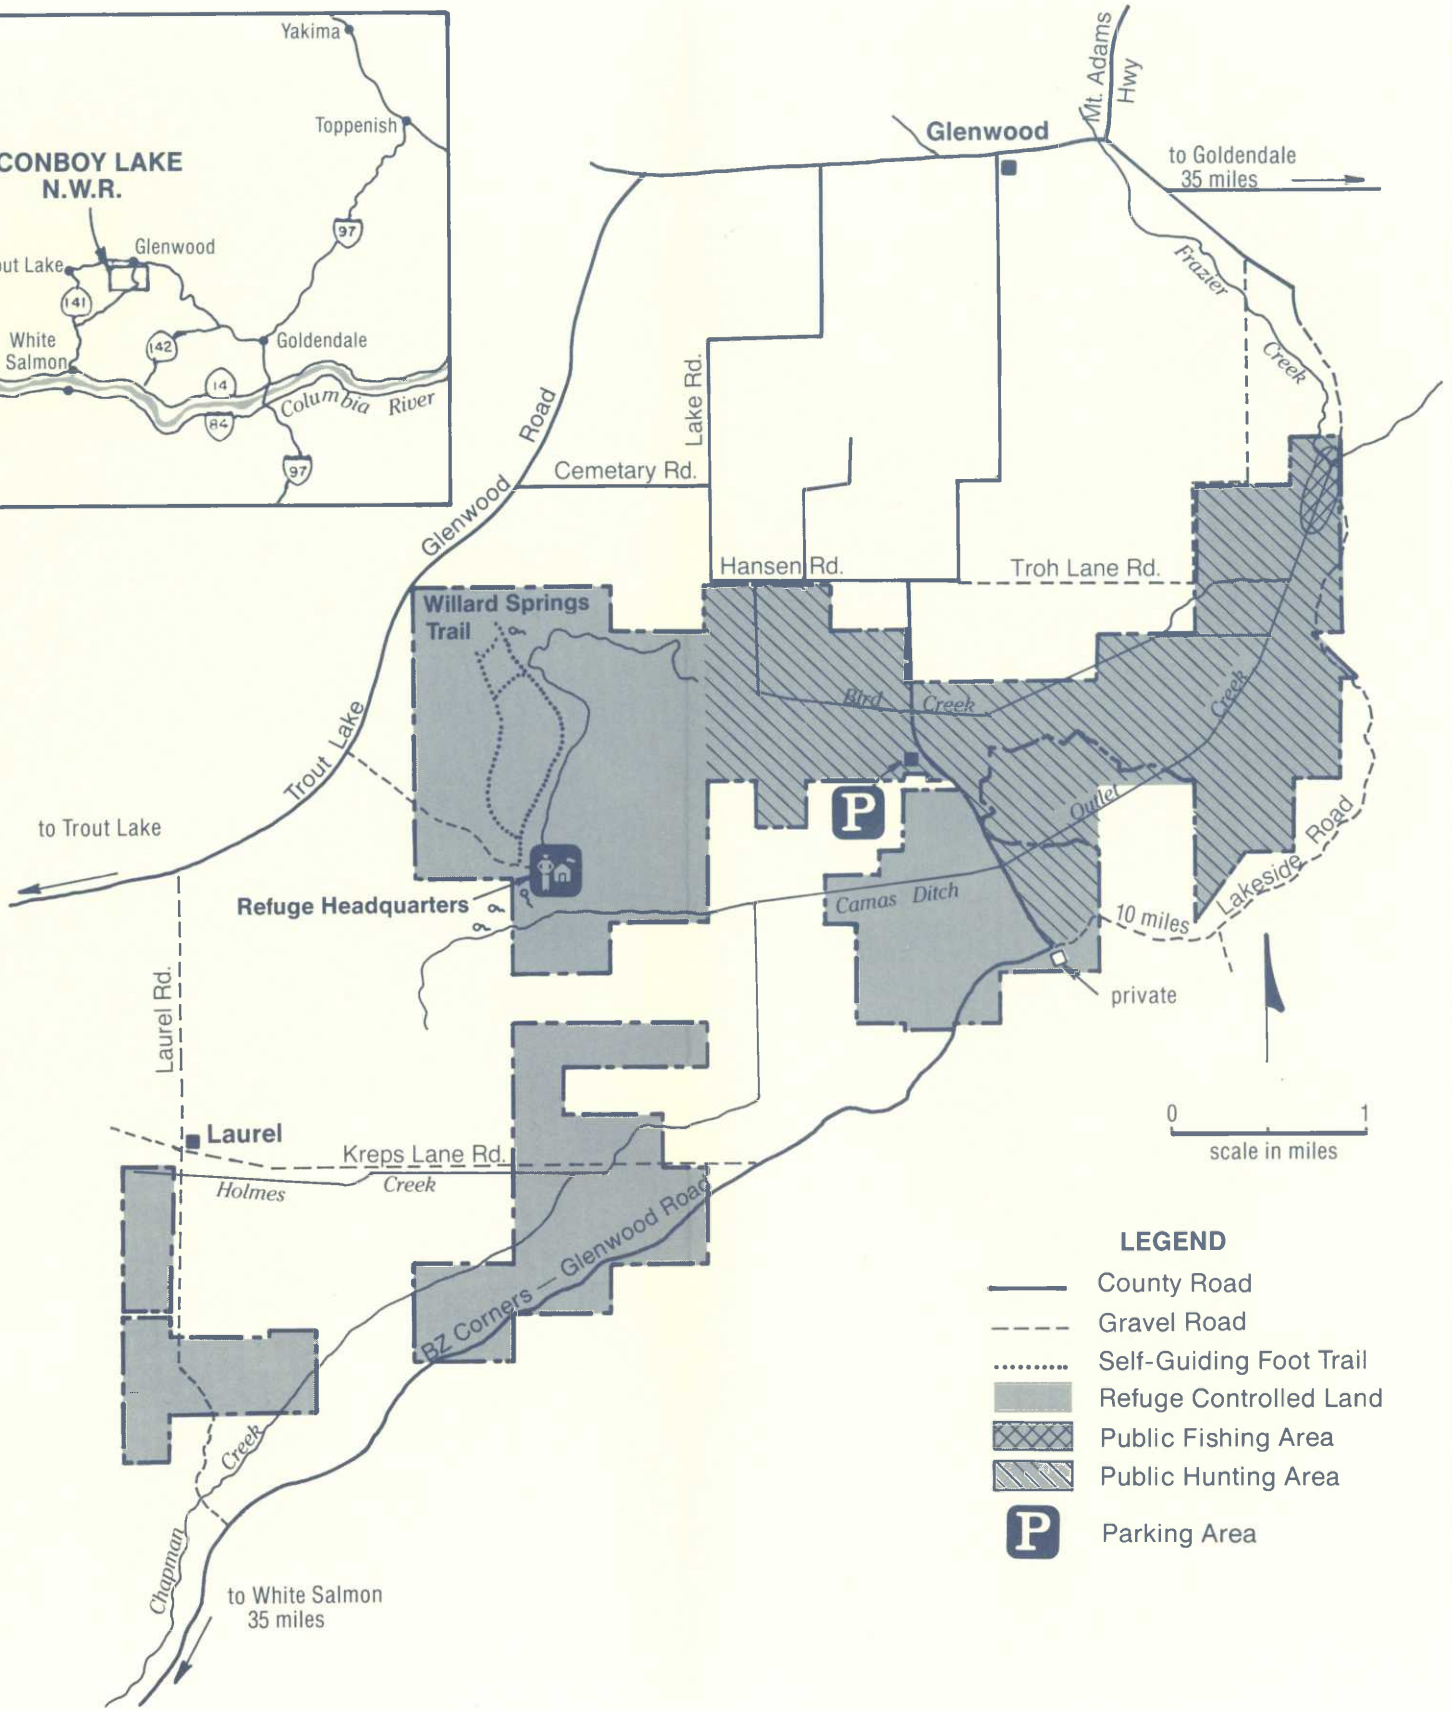 Yakima
Toppenish
CONBOY LAKE
N.W.R.
97
Glenwood
out Lake
141
142
White
Salmon
Goldendale
14
84
Columbia River
97
Mt. Adams
Hwy
Glenwood
to Goldendale
35 miles
Frazier
Creek
Lake Rd.
Cemetary Rd.
Trout Lake Glenwood Road
Hansen Rd.
Troh Lane Rd.
Willard Springs
Trail
Bird Creek
Outlet Creek
P
to Trout Lake
Refuge Headquarters
Camas Ditch
10 miles
Lakeside Road
private
Laurel Rd.
Laurel
Kreps Lane Rd.
Holmes Creek
BZ Corners — Glenwood Road
Chapman Creek
to White Salmon
35 miles
0 1
scale in miles
LEGEND
County Road
Gravel Road
Self-Guiding Foot Trail
Refuge Controlled Land
Public Fishing Area
Public Hunting Area
P Parking Area